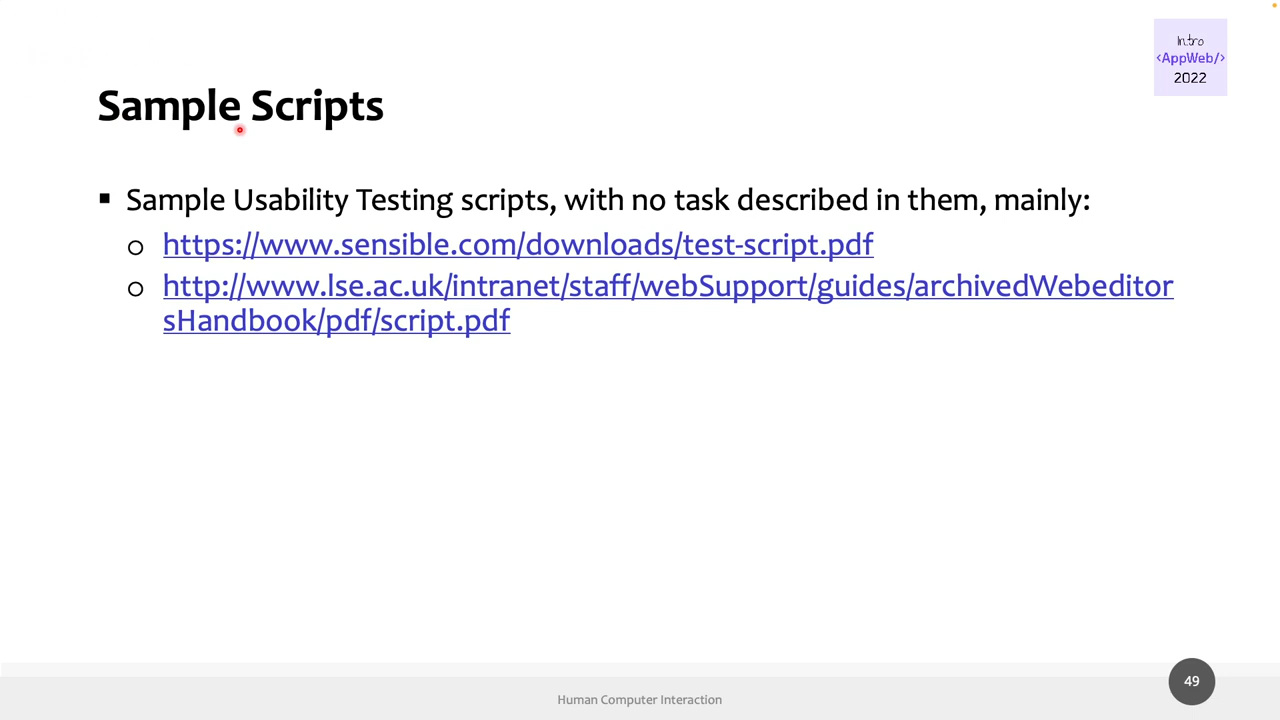 Intro
<AppWeb/>
2022
Sample Scripts
▪ Sample Usability Testing scripts, with no task described in them, mainly:
o https://www.sensible.com/downloads/test-script.pdf
o http://www.lse.ac.uk/intranet/staff/webSupport/guides/archivedWebeditor
sHandbook/pdf/script.pdf
Human Computer Interaction
49